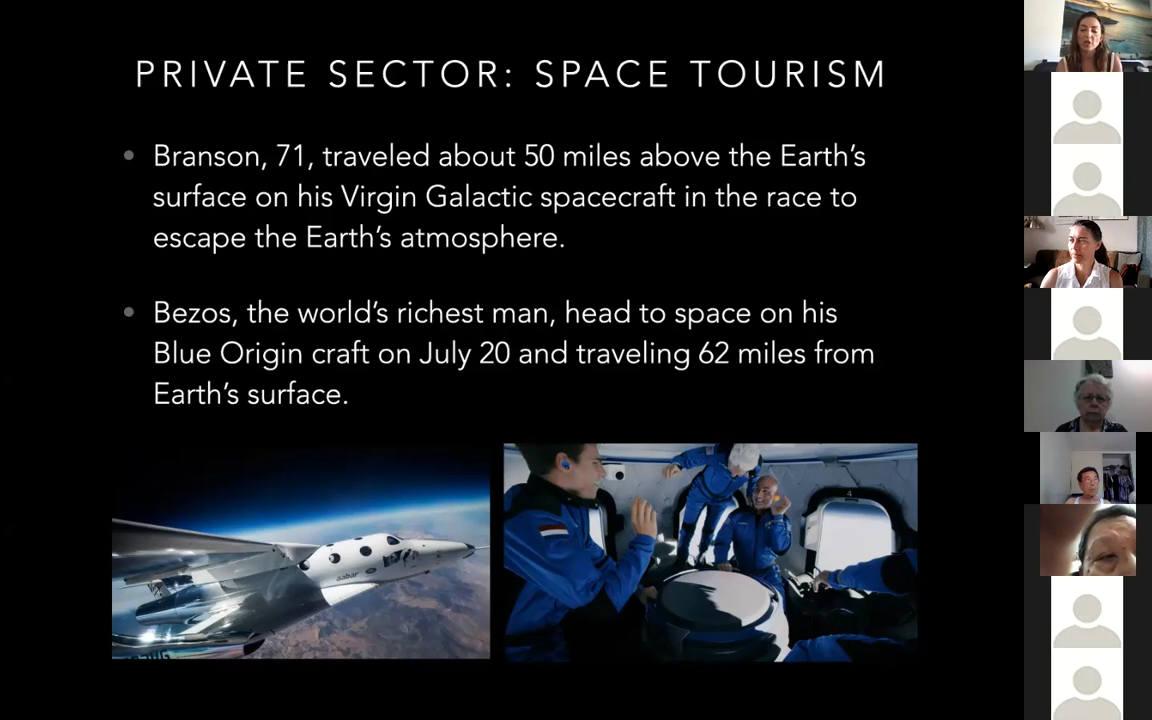 PRIVATE SECTOR: SPACE TOURISM
• Branson, 71, traveled about 50 miles above the Earth’s
surface on his Virgin Galactic spacecraft in the race to
escape the Earth’s atmosphere.
• Bezos, the world’s richest man, head to space on his
Blue Origin craft on July 20 and traveling 62 miles from
Earth’s surface.
aabar
4